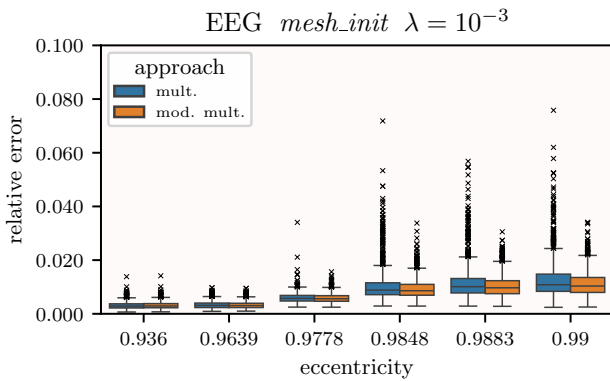 EEG mesh_init λ = 10⁻³
0.100
0.080
0.060
0.040
0.020
0.000
relative error
approach
mult.
mod. mult.
0.936 0.9639 0.9778 0.9848 0.9883 0.99
eccentricity